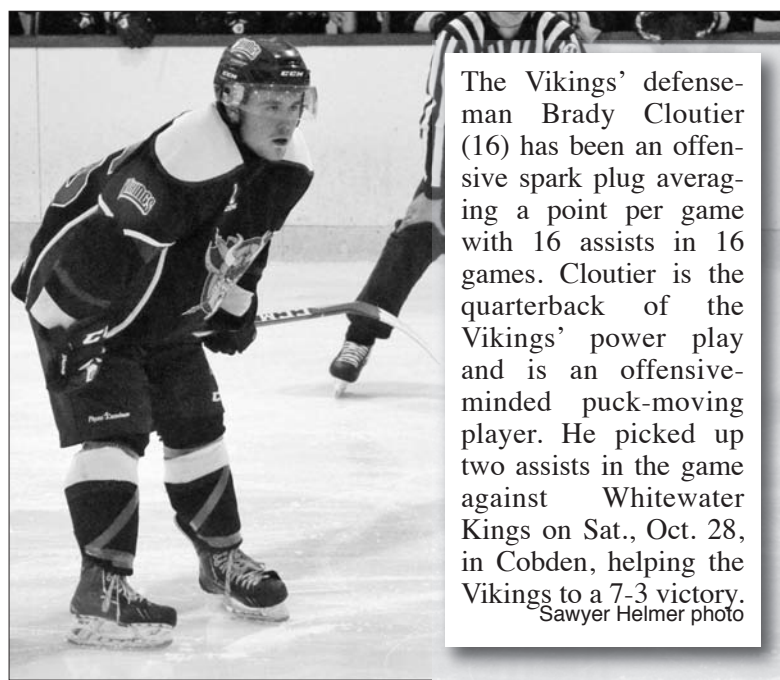 CCM
VIKINGS
The Vikings’ defense-
man Brady Cloutier
(16) has been an offen-
sive spark plug averag-
ing a point per game
with 16 assists in 16
games. Cloutier is the
quarterback of the
Vikings’ power play
and is an offensive-
minded puck-moving
player. He picked up
two assists in the game
against Whitewater
Kings on Sat., Oct. 28,
in Cobden, helping the
Vikings to a 7-3 victory.
Sawyer Helmer photo